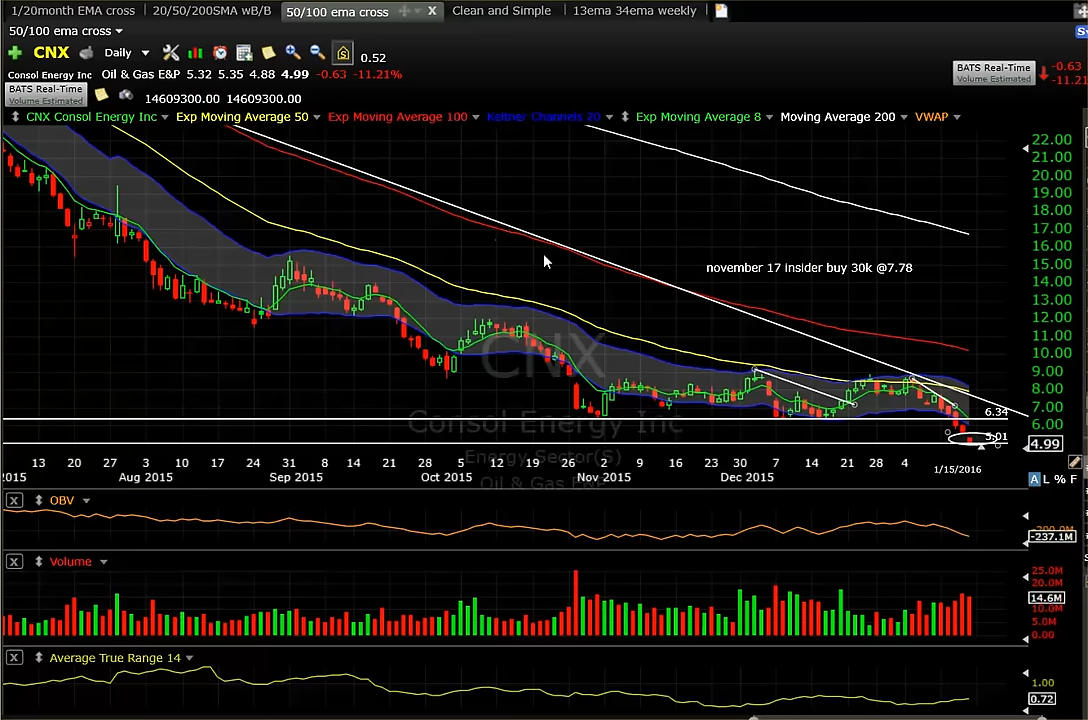 1/20month EMA cross 20/50/200SMA wB/B 50/100 ema cross X Clean and Simple 13ema 34ema weekly
50/100 ema cross
CNX Daily 0.52
Consol Energy Inc Oil & Gas E&P 5.32 5.35 4.88 4.99 -0.63 -11.21%
BATS Real-Time
Volume Estimated
14609300.00 14609300.00
BATS Real-Time
Volume Estimated
-0.63
-11.21
CNX Consol Energy Inc Exp Moving Average 50 Exp Moving Average 100 Keltner Channels 20 Exp Moving Average 8 Moving Average 200 VWAP
22.00
21.00
20.00
19.00
18.00
17.00
16.00
15.00
14.00
13.00
12.00
11.00
10.00
9.00
8.00
7.00
6.00
november 17 insider buy 30k @7.78
CNX
Consol Energy Inc
Energy Sector(S)
Oil & Gas E&P
6.34
5.01
4.99
13 20 27 3 10 17 24 31 8 14 21 28 5 12 19 26 2 9 16 23 30 7 14 21 28 4
2015 Aug 2015 Sep 2015 Oct 2015 Nov 2015 Dec 2015 1/15/2016
A L % F
X OBV
-200.0M
-237.1M
X Volume
25.0M
20.0M
14.6M
10.0M
5.0M
0.00
X Average True Range 14
1.00
0.72